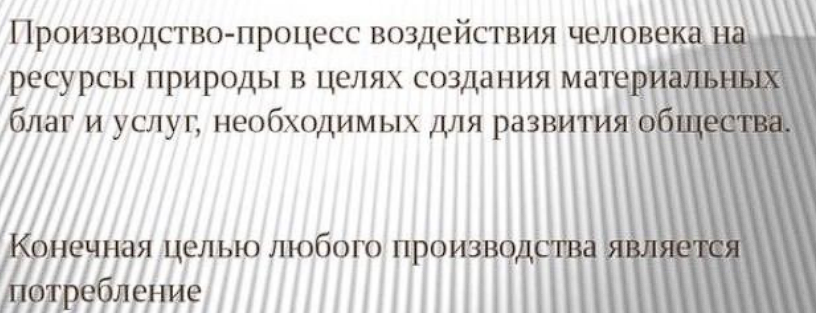 Производство-процесс воздействия человека на
ресурсы природы в целях создания материальных
благ и услуг, необходимых для развития общества.
Конечная целью любого производства является
потребление